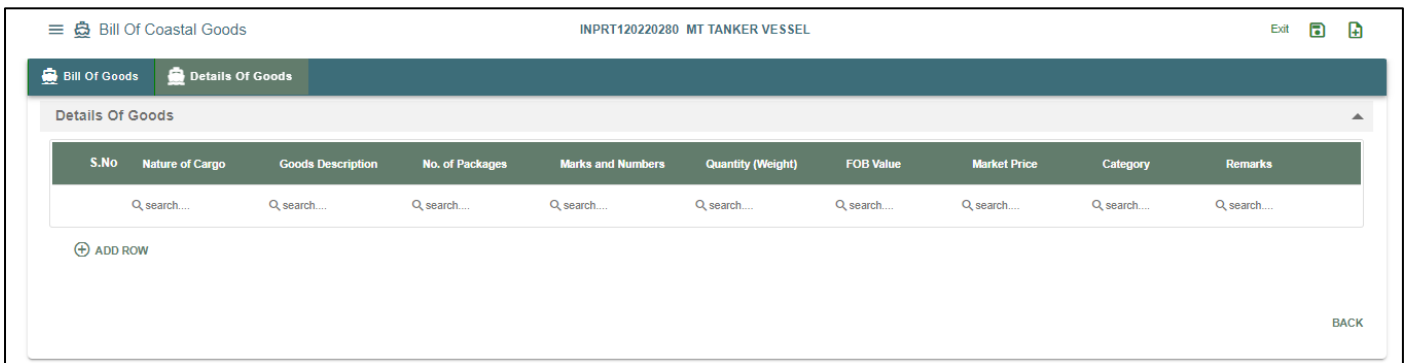 Bill Of Coastal Goods INPRT120220280 MT TANKER VESSEL Exit
Bill Of Goods Details Of Goods
Details Of Goods
S.No Nature of Cargo Goods Description No. of Packages Marks and Numbers Quantity (Weight) FOB Value Market Price Category Remarks
search.... search.... search.... search.... search.... search.... search.... search.... search....
ADD ROW
BACK